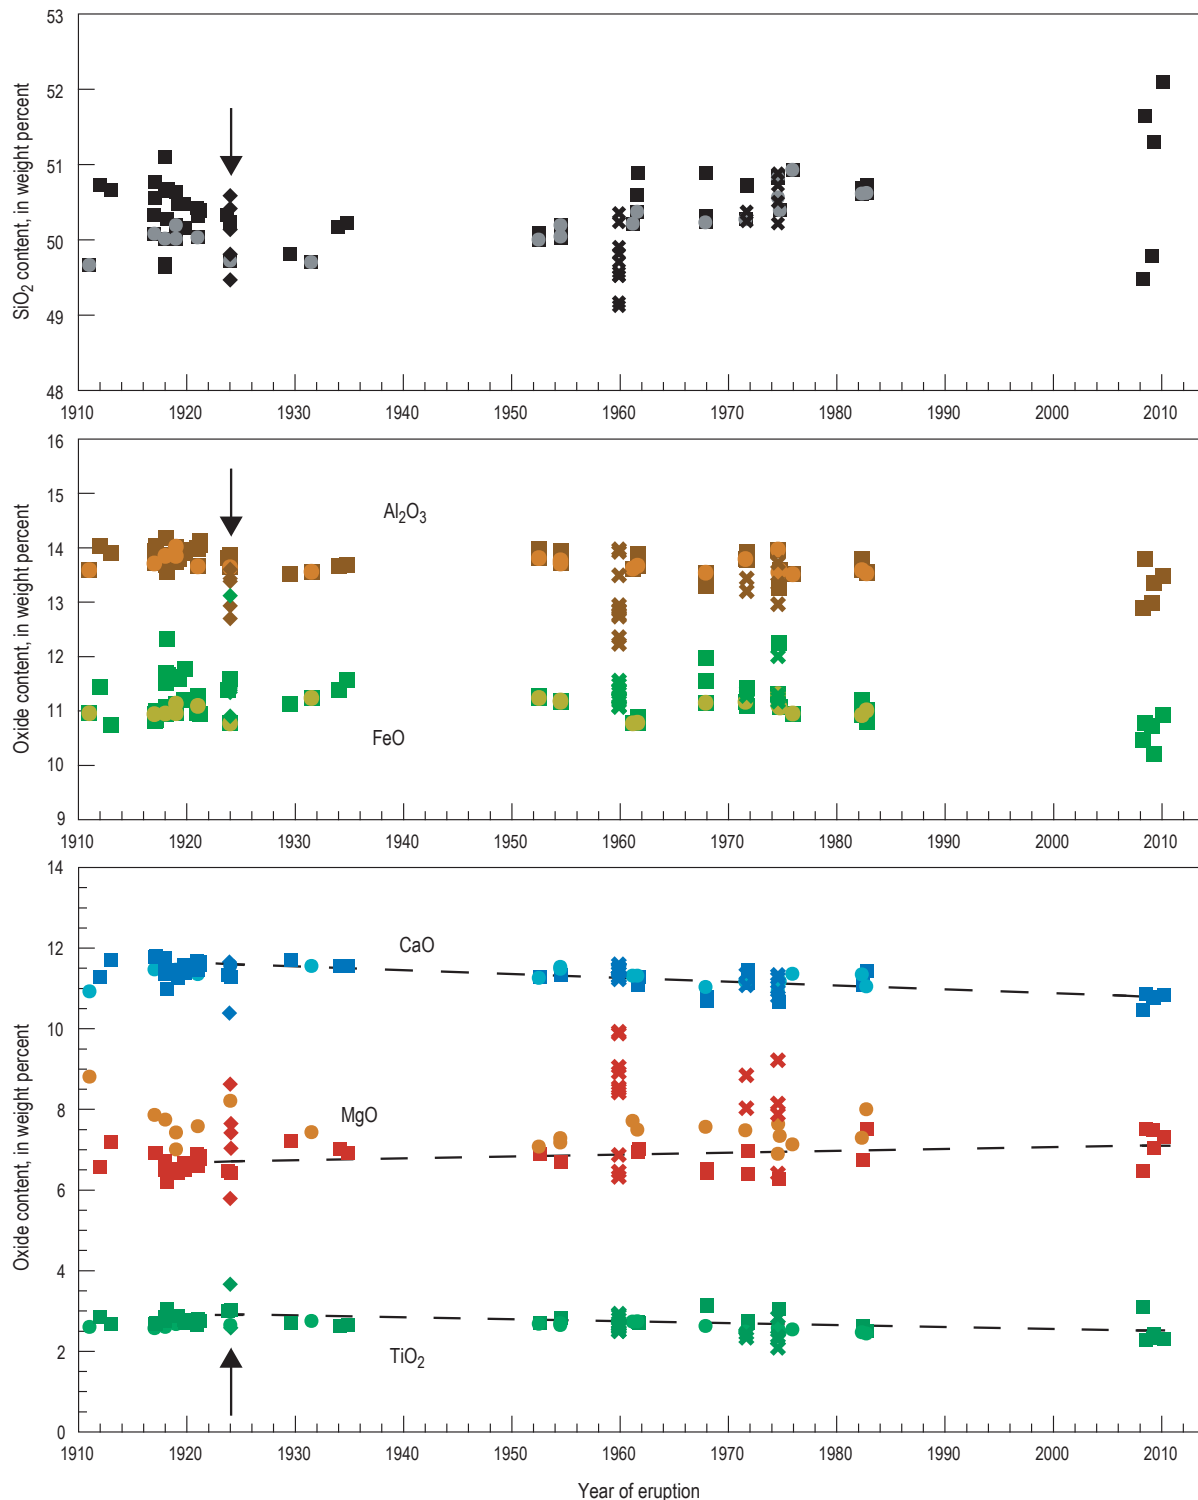 53
52
51
50
49
48
SiO₂ content, in weight percent
1910 1920 1930 1940 1950 1960 1970 1980 1990 2000 2010
16
15
14
13
12
11
10
9
Oxide content, in weight percent
Al₂O₃
FeO
1910 1920 1930 1940 1950 1960 1970 1980 1990 2000 2010
14
12
10
8
6
4
2
0
Oxide content, in weight percent
CaO
MgO
TiO₂
1910 1920 1930 1940 1950 1960 1970 1980 1990 2000 2010
Year of eruption